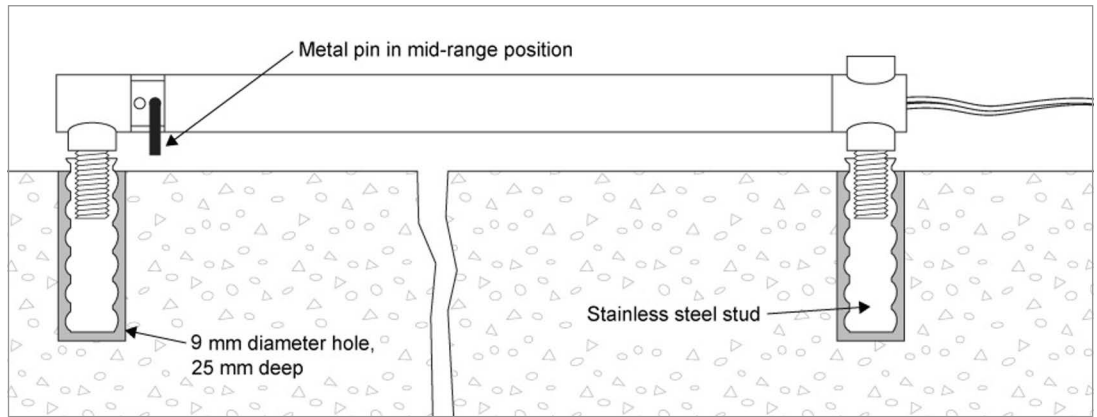 Metal pin in mid-range position
Stainless steel stud
9 mm diameter hole,
25 mm deep